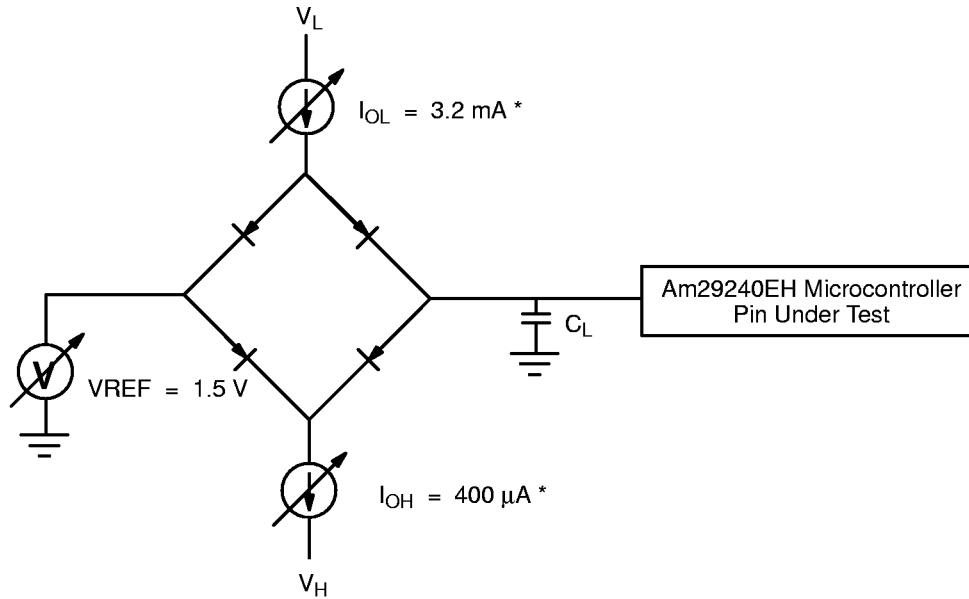 V_L
I_OL = 3.2 mA *
Am29240EH Microcontroller
Pin Under Test
C_L
V
VREF = 1.5 V
I_OH = 400 µA *
V_H